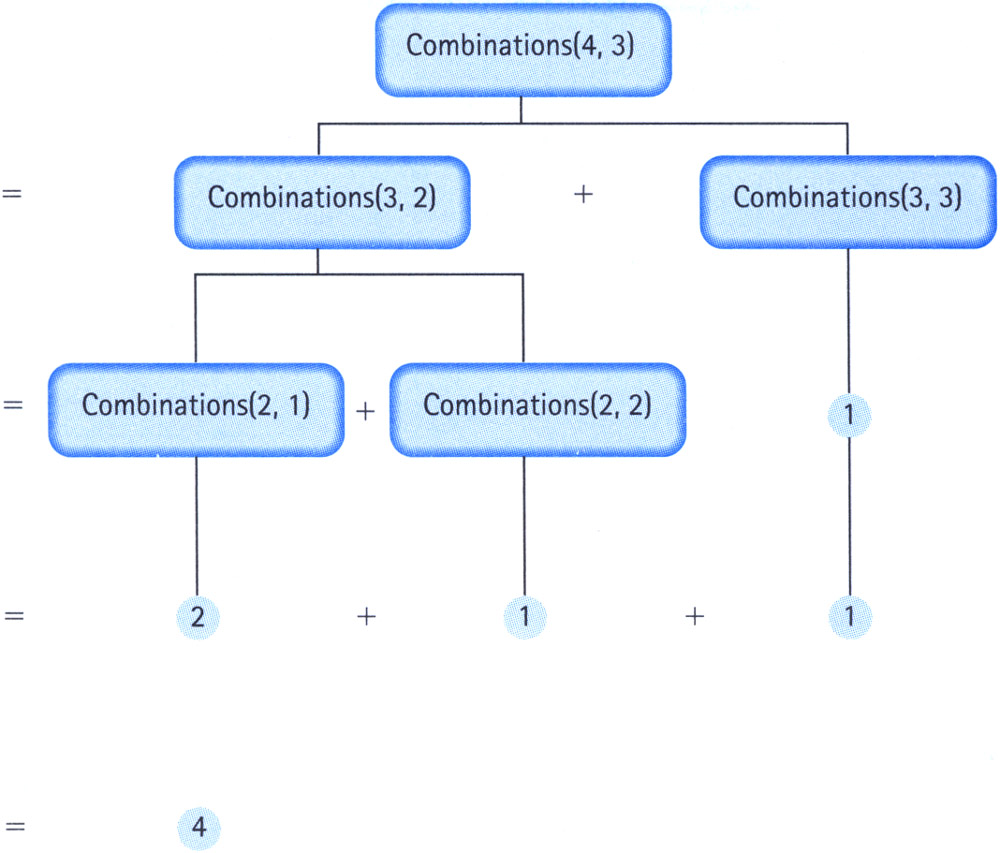 Combinations(4, 3)
= Combinations(3, 2) + Combinations(3, 3)
= Combinations(2, 1) + Combinations(2, 2) 1
= 2 + 1 + 1
= 4